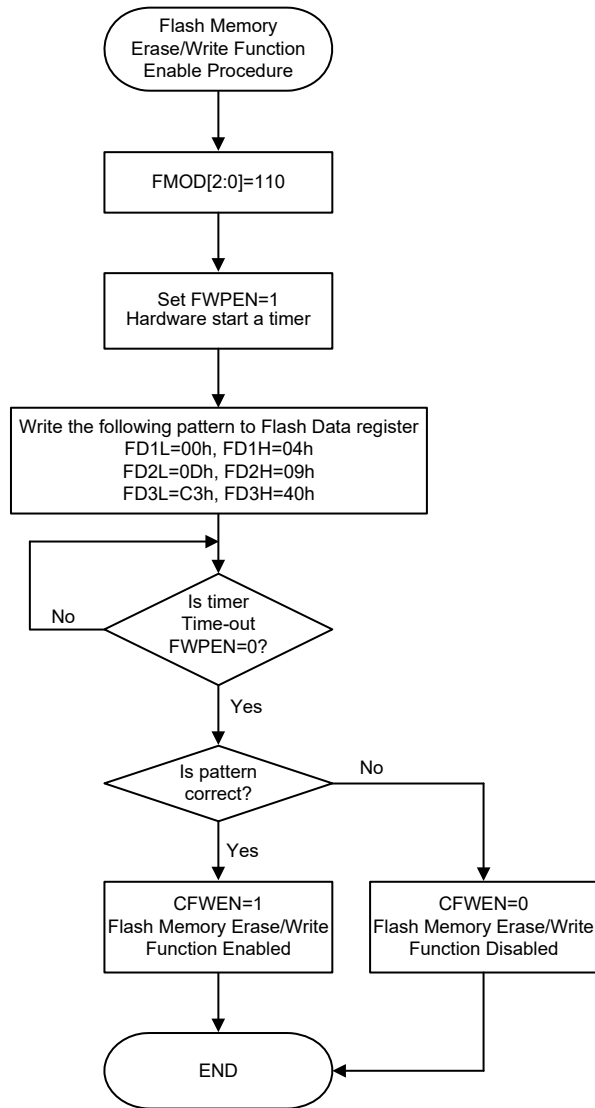 Flash Memory
Erase/Write Function
Enable Procedure
FMOD[2:0]=110
Set FWPEN=1
Hardware start a timer
Write the following pattern to Flash Data register
FD1L=00h, FD1H=04h
FD2L=0Dh, FD2H=09h
FD3L=C3h, FD3H=40h
Is timer
Time-out
FWPEN=0?
No
Yes
Is pattern
correct?
No
Yes
CFWEN=1
Flash Memory Erase/Write
Function Enabled
CFWEN=0
Flash Memory Erase/Write
Function Disabled
END